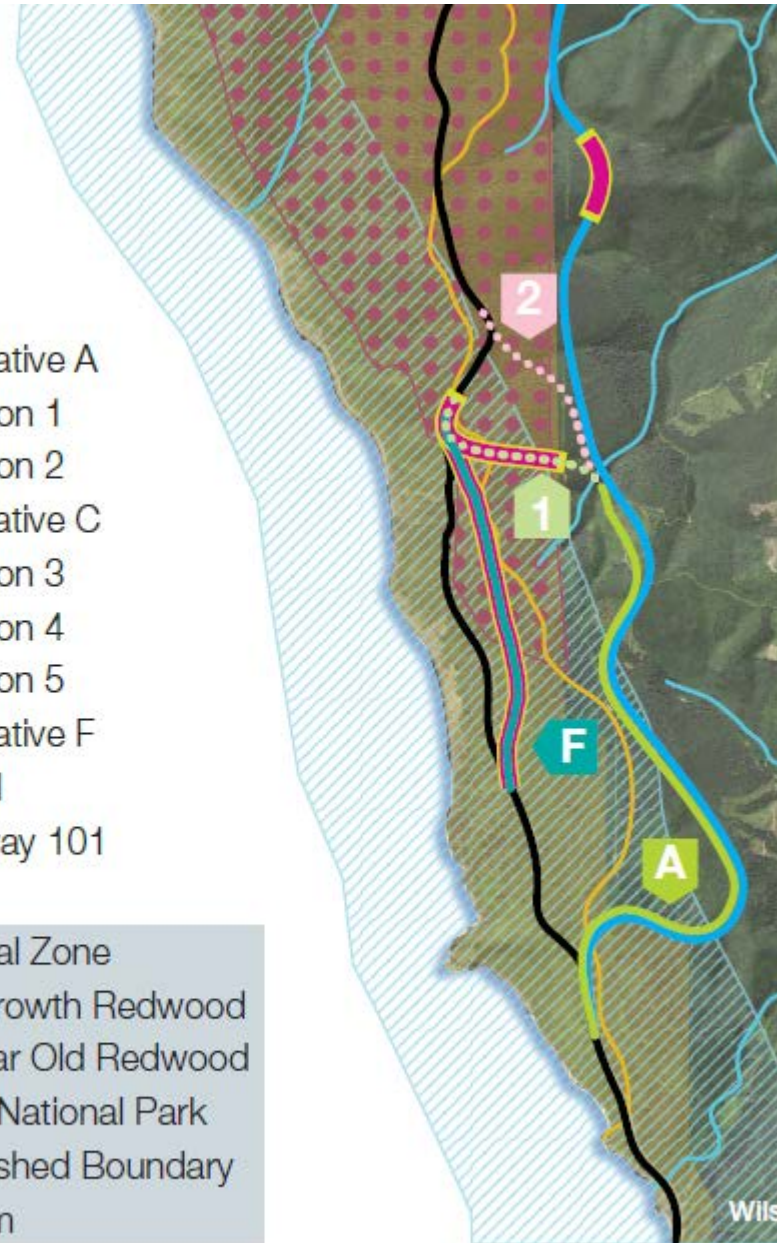 ative A
on 1
on 2
ative C
on 3
on 4
on 5
ative F
l
ay 101
al Zone
rowth Redwood
ar Old Redwood
National Park
shed Boundary
m
2
1
F
A
Wils